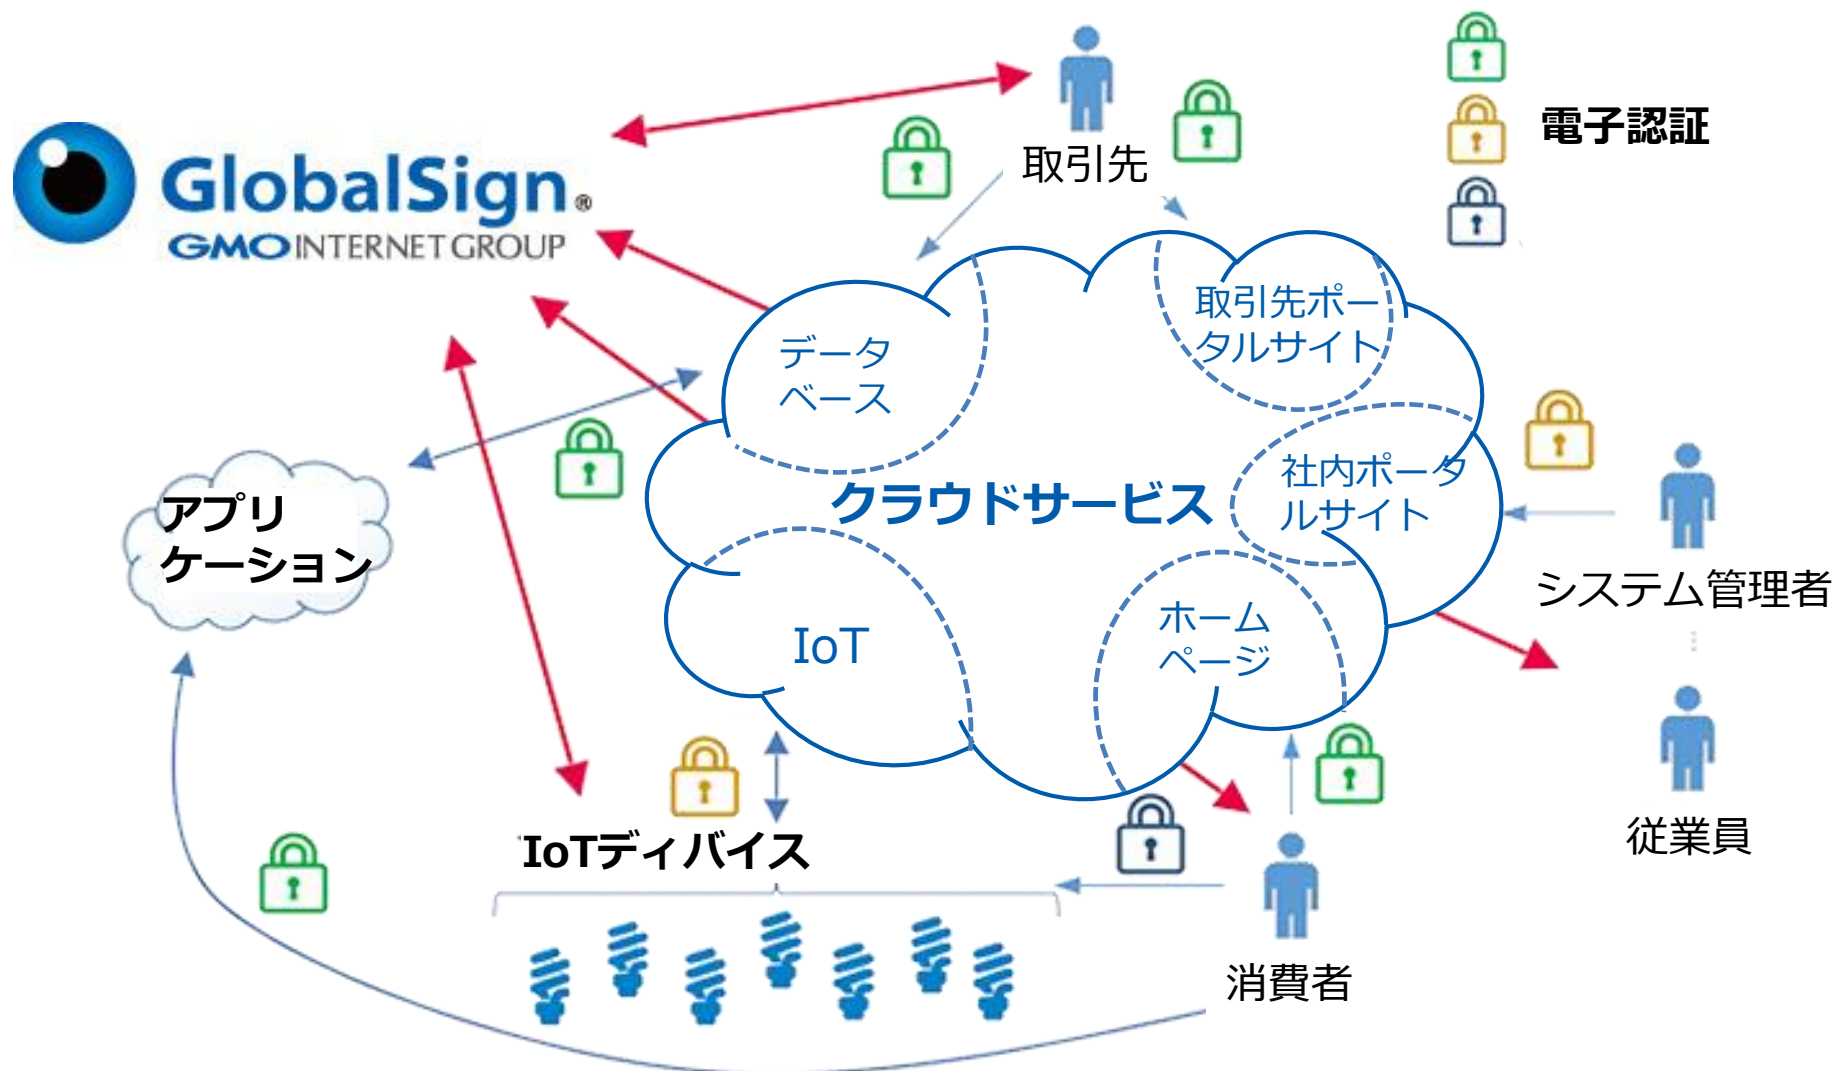 電子認証
取引先
GlobalSign®
GMO INTERNET GROUP
取引先ポー
タルサイト
データ
ベース
社内ポータ
ルサイト
クラウドサービス
アプリ
ケーション
システム管理者
ホーム
ページ
IoT
従業員
IoTディバイス
消費者